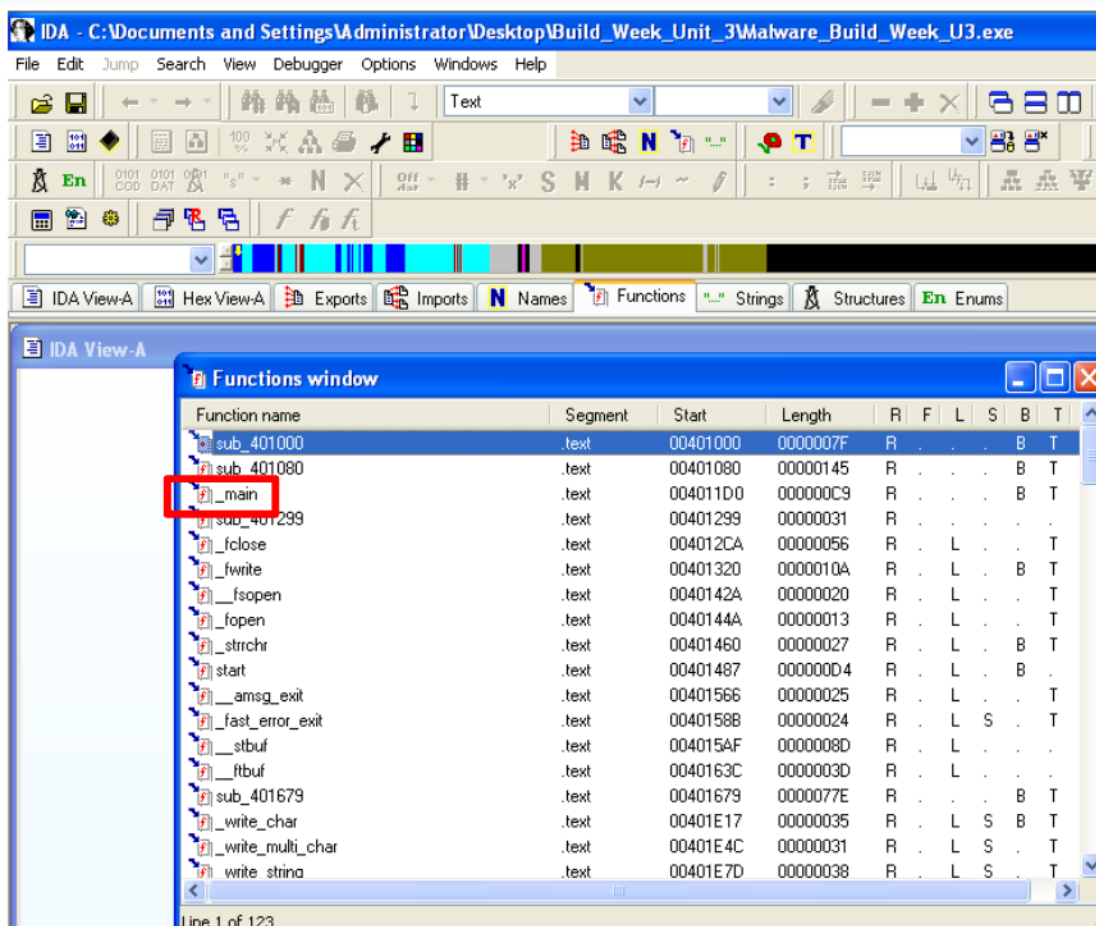 IDA - C:\Documents and Settings\Administrator\Desktop\Build_Week_Unit_3\Malware_Build_Week_U3.exe
File Edit Jump Search View Debugger Options Windows Help
Text
En
N
T
IDA View-A Hex View-A Exports Imports N Names Functions "..." Strings Structures En Enums
IDA View-A
Functions window
Function name Segment Start Length R F L S B T
sub_401000 .text 00401000 0000007F R . . . B T
sub_401080 .text 00401080 00000145 R . . . B T
_main .text 004011D0 000000C9 R . . . B T
sub_401299 .text 00401299 00000031 R . . . . .
_fclose .text 004012CA 00000056 R . L . . T
_fwrite .text 00401320 0000010A R . L . B T
__fsopen .text 0040142A 00000020 R . L . . T
_fopen .text 0040144A 00000013 R . L . . T
_strrchr .text 00401460 00000027 R . L . B T
start .text 00401487 000000D4 R . L . B .
__amsg_exit .text 00401566 00000025 R . L . . T
_fast_error_exit .text 0040158B 00000024 R . L S . T
__stbuf .text 004015AF 0000008D R . L . . .
__ftbuf .text 0040163C 0000003D R . L . . .
sub_401679 .text 00401679 0000077E R . . . B T
_write_char .text 00401E17 00000035 R . L S B T
_write_multi_char .text 00401E4C 00000031 R . L S . T
write_string .text 00401E7D 00000038 R . L S . T
Line 1 of 123